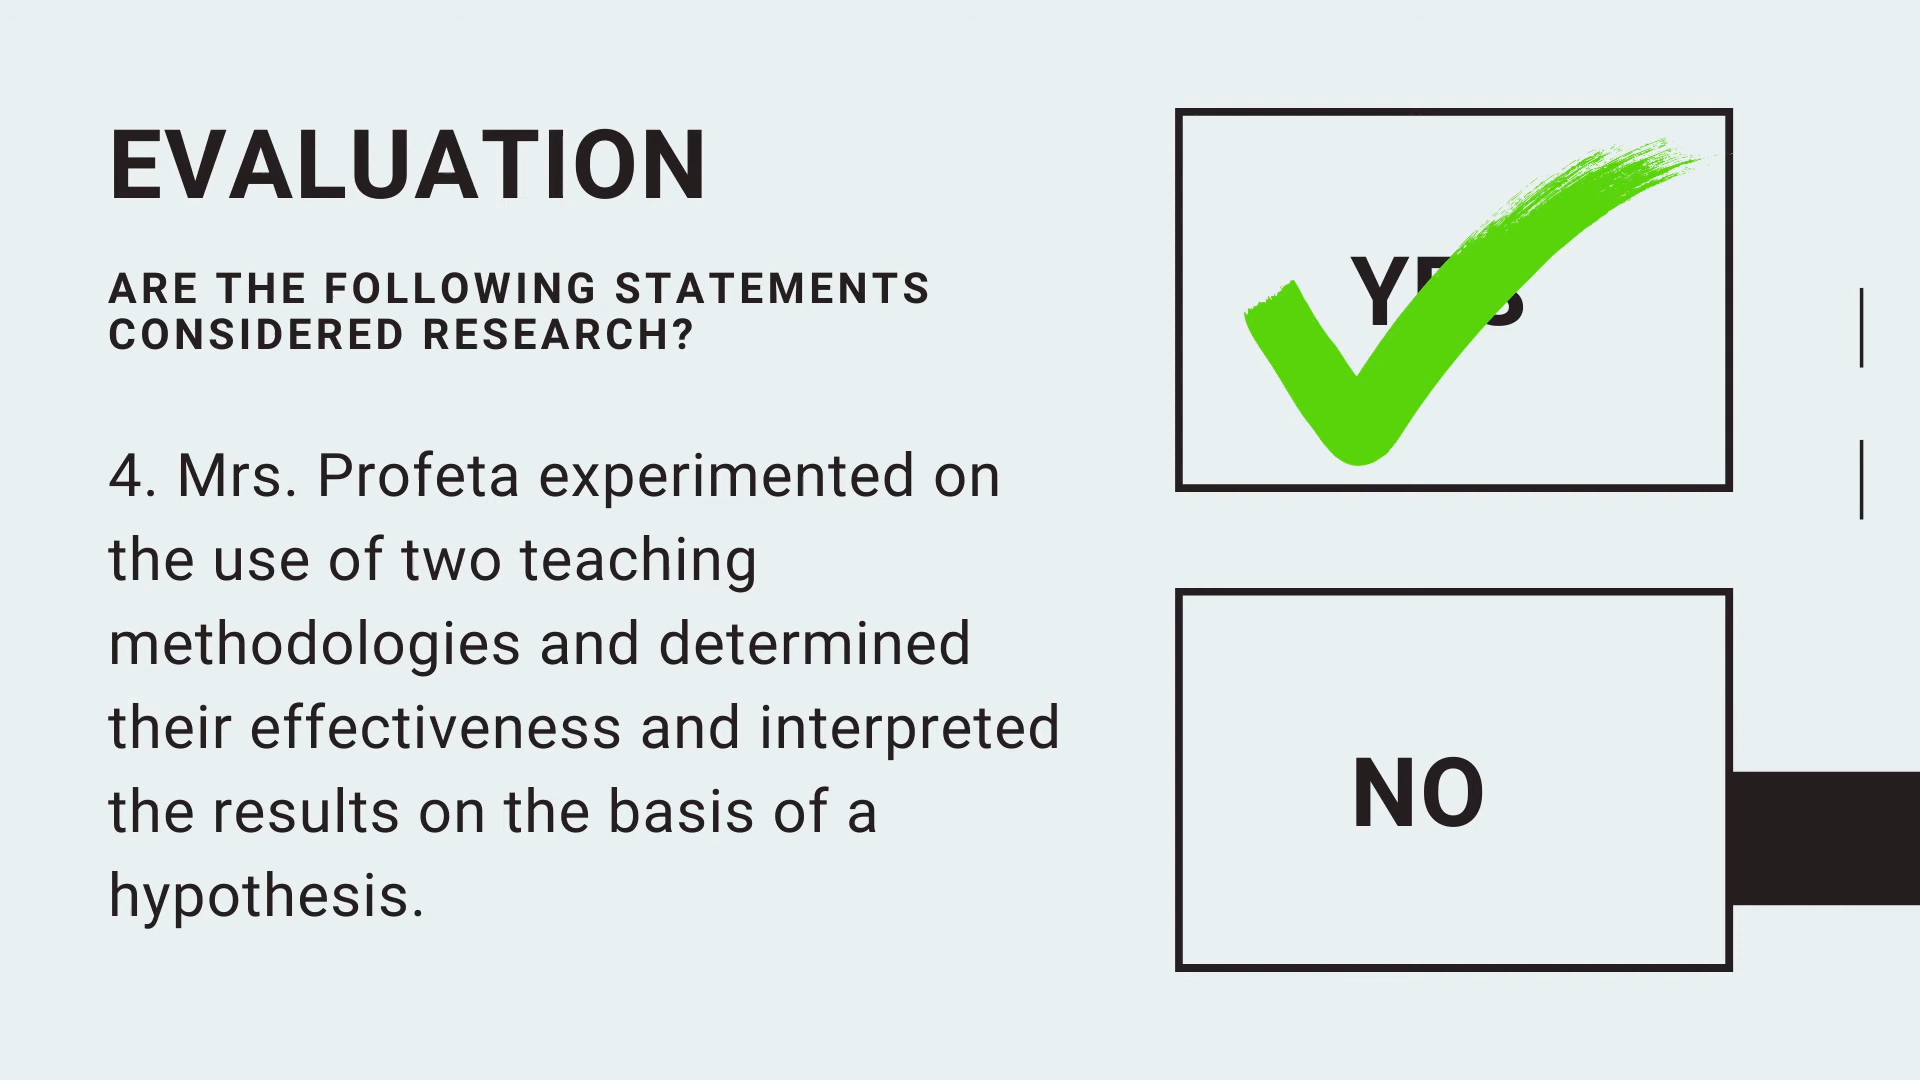 EVALUATION
ARE THE FOLLOWING STATEMENTS
CONSIDERED RESEARCH?
4. Mrs. Profeta experimented on
the use of two teaching
methodologies and determined
their effectiveness and interpreted
the results on the basis of a
hypothesis.
YES
NO